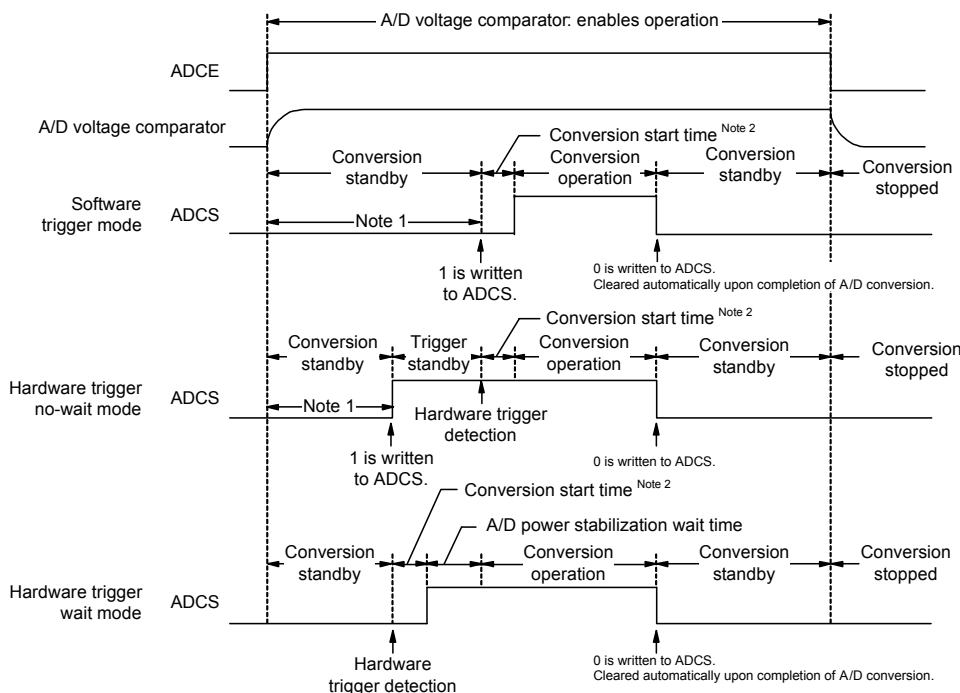 A/D voltage comparator: enables operation
ADCE
A/D voltage comparator
Conversion start time Note 2
Conversion standby
Conversion operation
Conversion standby
Conversion stopped
Software trigger mode
ADCS
Note 1
1 is written to ADCS.
0 is written to ADCS.
Cleared automatically upon completion of A/D conversion.
Conversion start time Note 2
Conversion standby
Trigger standby
Conversion operation
Conversion standby
Conversion stopped
Hardware trigger no-wait mode
ADCS
Note 1
Hardware trigger detection
1 is written to ADCS.
0 is written to ADCS.
Conversion start time Note 2
A/D power stabilization wait time
Conversion standby
Conversion operation
Conversion standby
Conversion stopped
Hardware trigger wait mode
ADCS
Hardware trigger detection
0 is written to ADCS.
Cleared automatically upon completion of A/D conversion.